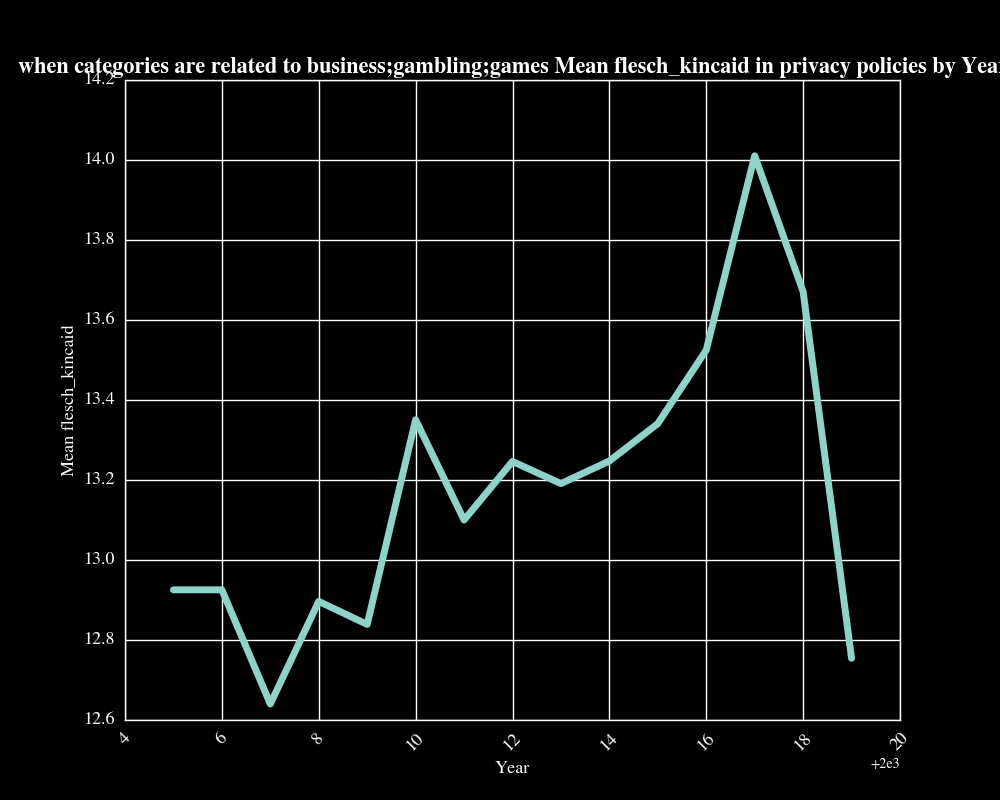 when categories are related to business;gambling;games Mean flesch_kincaid in privacy policies by Year
14.2
14.0
13.8
13.6
13.4
13.2
13.0
12.8
12.6
Mean flesch_kincaid
4 6 8 10 12 14 16 18 20
Year
+2e3